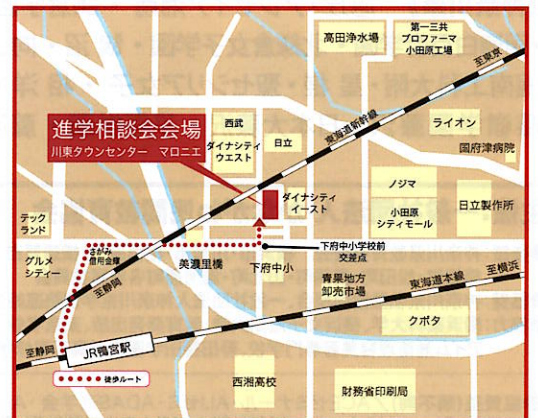 高田浄水場
第一三共
プロファーマ
小田原工場
至東京
進学相談会会場
川東タウンセンター マロニエ
西武
ダイナシティ
ウエスト
日立
東海道新幹線
ライオン
国府津病院
ダイナシティ
イースト
ノジマ
小田原
シティモール
日立製作所
テック
ランド
グルメ
シティー
さがみ
信用金庫
美濃里橋
下府中小
下府中小学校前
交差点
青果地方
卸売市場
東海道本線
至横浜
至静岡
クボタ
至静岡
JR鴨宮駅
徒歩ルート
西湘高校
財務省印刷局